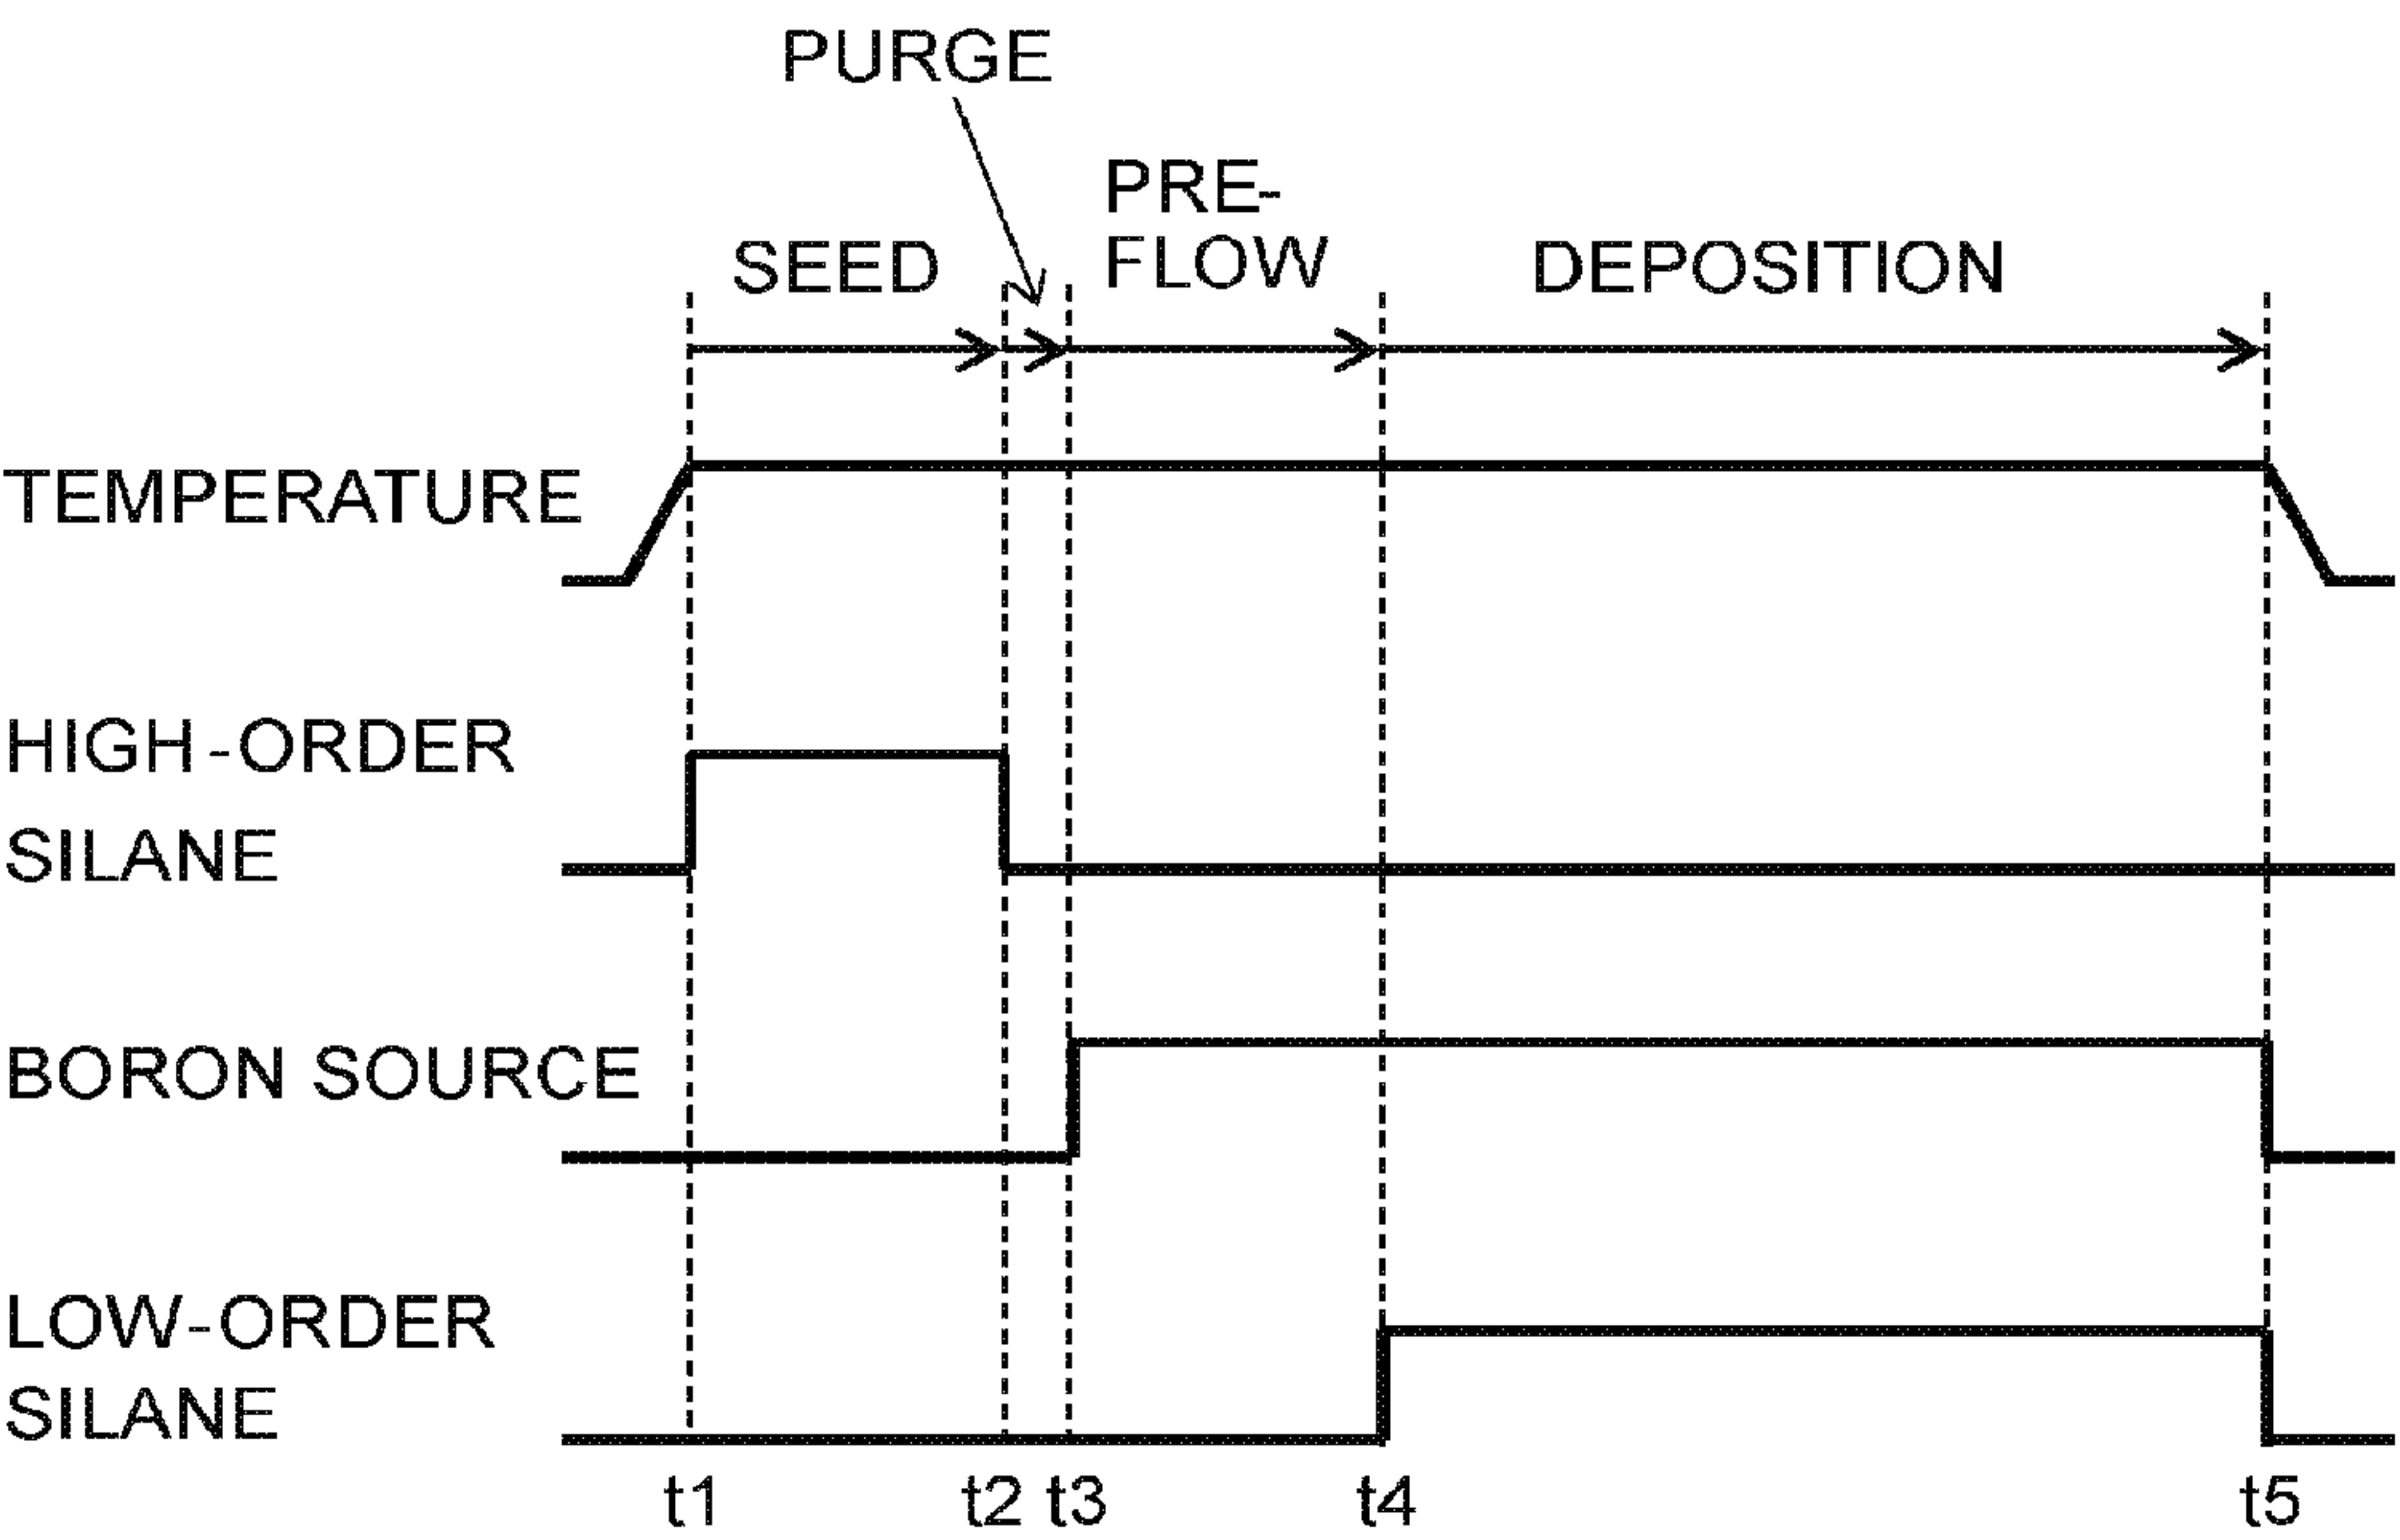 PURGE
PRE-
FLOW
SEED
DEPOSITION
TEMPERATURE
HIGH-ORDER
SILANE
BORON SOURCE
LOW-ORDER
SILANE
t1 t2 t3 t4 t5